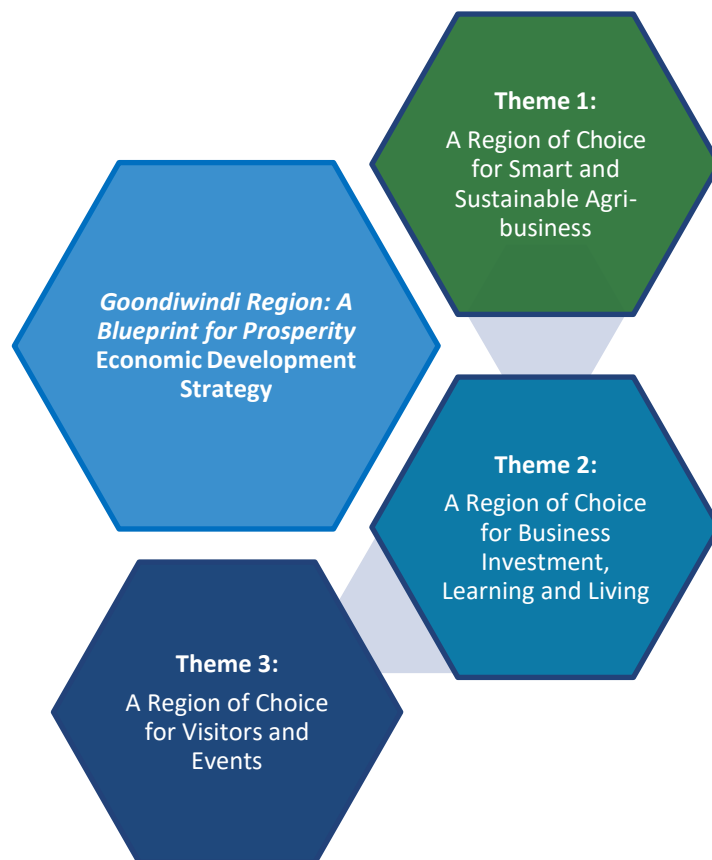 Theme 1:
A Region of Choice
for Smart and
Sustainable Agri-
business
Goondiwindi Region: A
Blueprint for Prosperity
Economic Development
Strategy
Theme 2:
A Region of Choice
for Business
Investment,
Learning and Living
Theme 3:
A Region of Choice
for Visitors and
Events